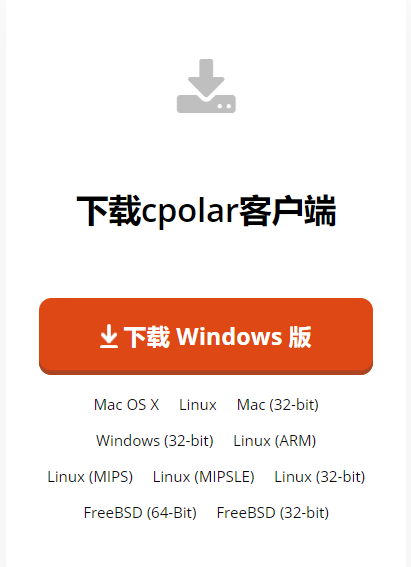 下载cpolar客户端
下载 Windows 版
Mac OS X Linux Mac (32-bit)
Windows (32-bit) Linux (ARM)
Linux (MIPS) Linux (MIPSLE) Linux (32-bit)
FreeBSD (64-Bit) FreeBSD (32-bit)